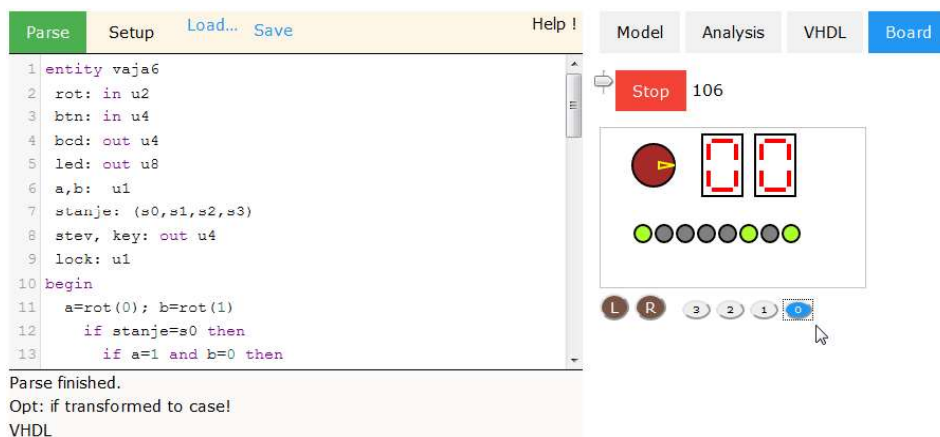 Parse Setup Load... Save Help !
1 entity vaja6
2 rot: in u2
3 btn: in u4
4 bcd: out u4
5 led: out u8
6 a,b: u1
7 stanje: (s0,s1,s2,s3)
8 stev, key: out u4
9 lock: u1
10 begin
11 a=rot(0); b=rot(1)
12 if stanje=s0 then
13 if a=1 and b=0 then
Parse finished.
Opt: if transformed to case!
VHDL
Model Analysis VHDL Board
Stop 106
00
L R 3 2 1 0